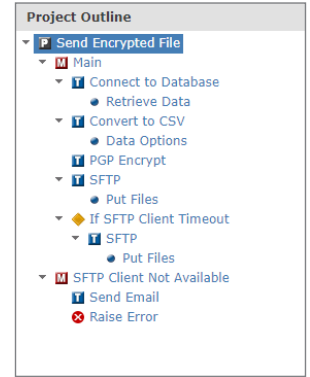 Project Outline
P Send Encrypted File
M Main
T Connect to Database
Retrieve Data
T Convert to CSV
Data Options
T PGP Encrypt
T SFTP
Put Files
If SFTP Client Timeout
T SFTP
Put Files
M SFTP Client Not Available
T Send Email
Raise Error